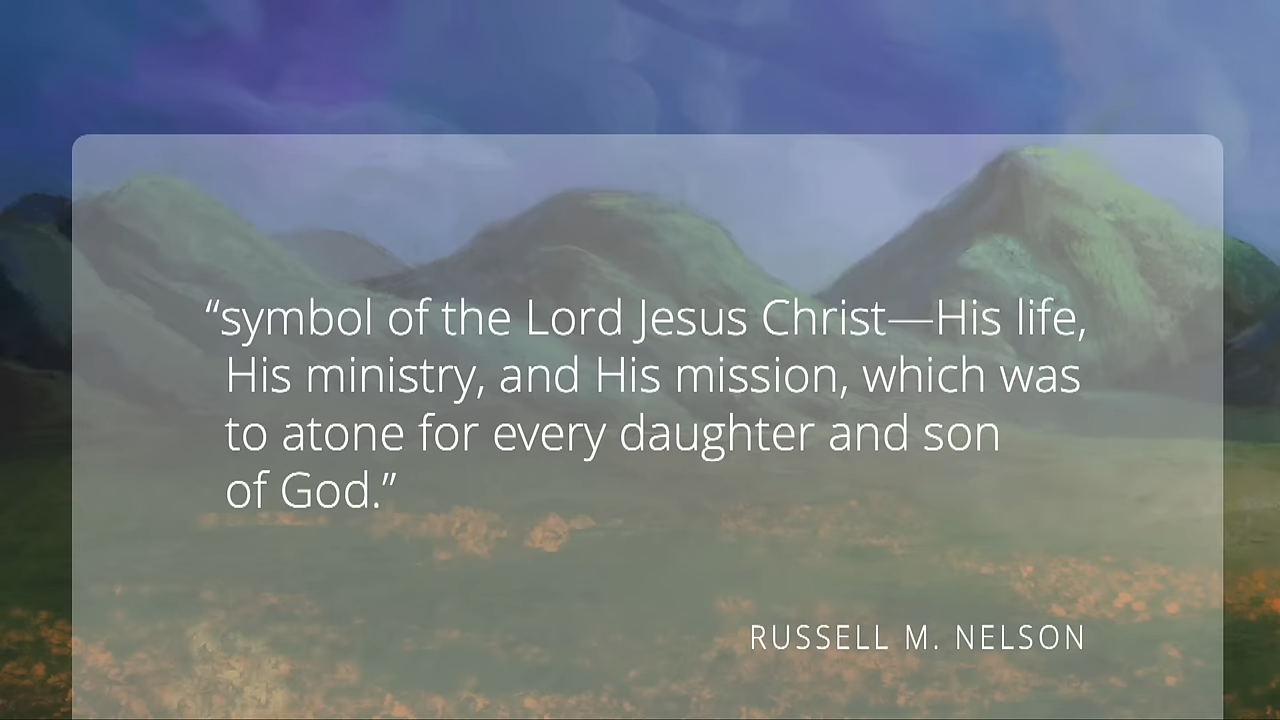 “symbol of the Lord Jesus Christ—His life,
His ministry, and His mission, which was
to atone for every daughter and son
of God.”
RUSSELL M. NELSON